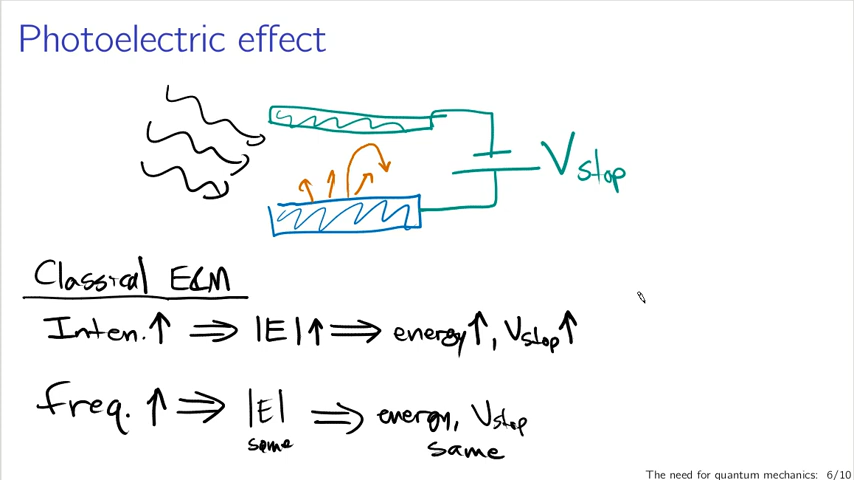 Photoelectric effect
Vstop
Classical E&M
Inten. ↑ ⇒ |E| ↑ ⇒ energy ↑, Vstop ↑
Freq. ↑ ⇒ |E| ⇒ energy, Vstop
same same
The need for quantum mechanics: 6/10